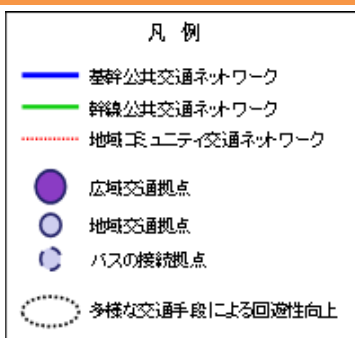 凡 例
基幹公共交通ネットワーク
幹線公共交通ネットワーク
地域コミュニティ交通ネットワーク
広域交通拠点
地域交通拠点
バスの接続拠点
多様な交通手段による回遊性向上